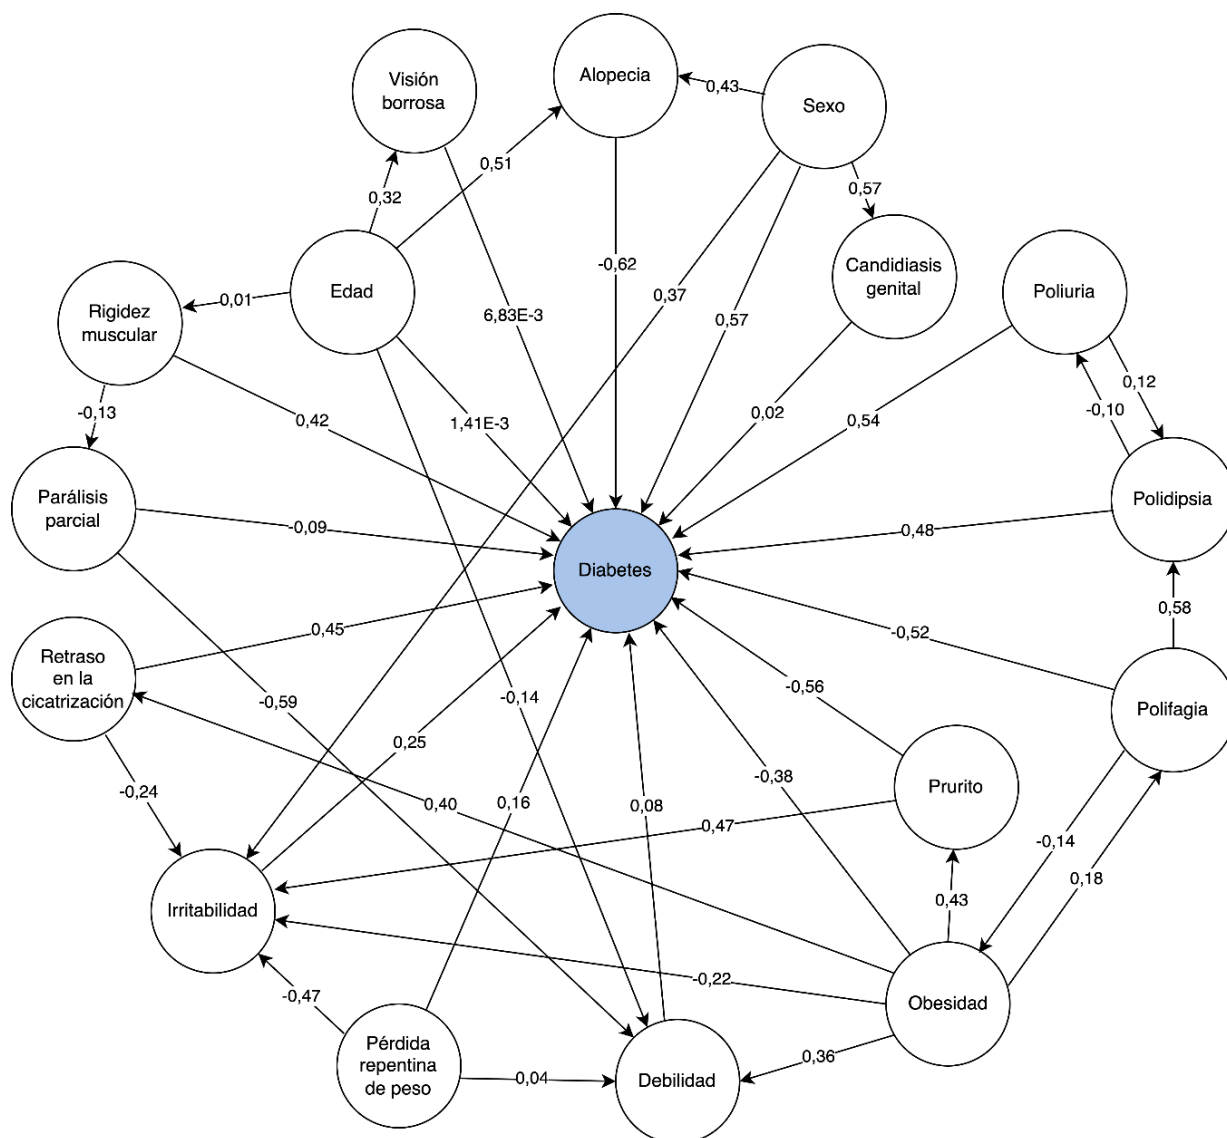 Visión
borrosa
Alopecia
Sexo
0,43
0,51
0,57
0,32
Candidiasis
genital
Poliuria
Edad
Rigidez
muscular
0,01
-0,62
0,37
6,83E-3
0,57
0,12
-0,10
-0,13
0,42
1,41E-3
0,02
0,54
Parálisis
parcial
Polidipsia
-0,09
0,48
Diabetes
0,58
0,45
-0,52
Retraso
en la
cicatrización
-0,59
-0,14
-0,56
Polifagia
0,25
-0,24
0,16
0,40
0,08
-0,38
Prurito
0,47
-0,14
0,18
0,43
Irritabilidad
-0,22
Obesidad
-0,47
Pérdida
repentina
de peso
0,04
Debilidad
0,36